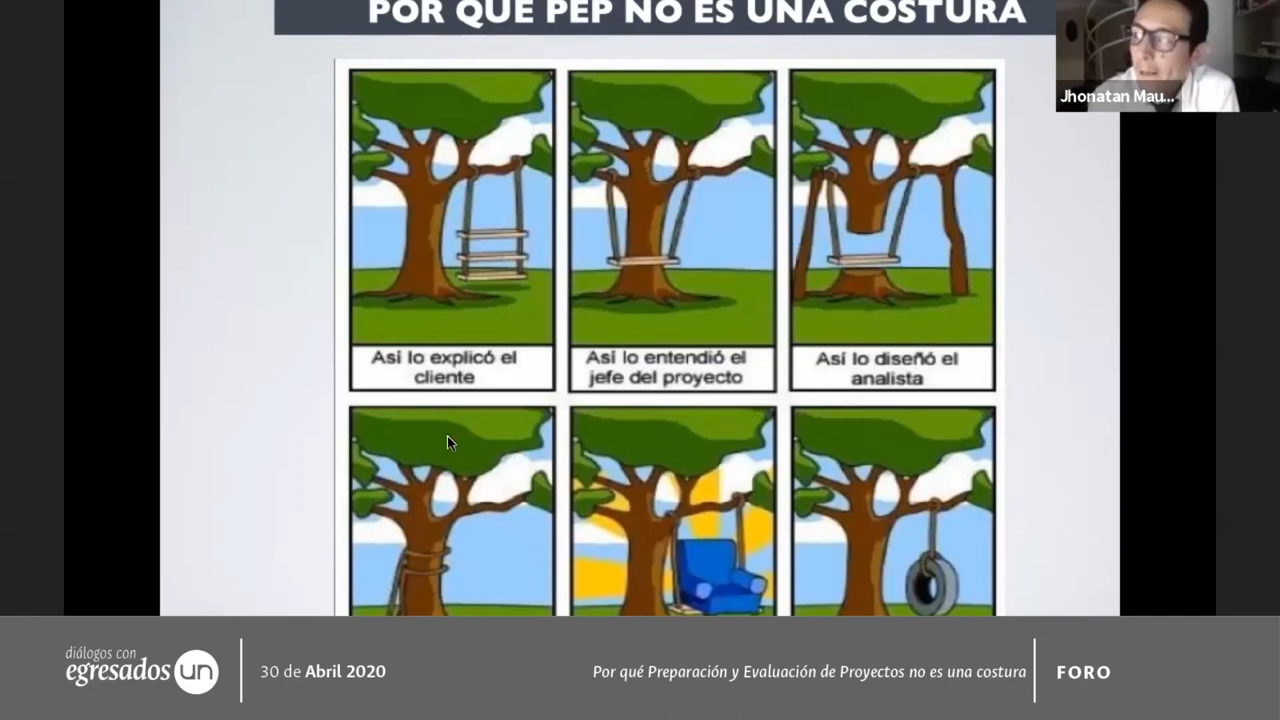 POR QUÉ PEP NO ES UNA COSTURA
Jhonatan Mau...
Así lo explicó el
cliente
Así lo entendió el
jefe del proyecto
Así lo diseñó el
analista
diálogos con
egresados un
30 de Abril 2020
Por qué Preparación y Evaluación de Proyectos no es una costura
FORO